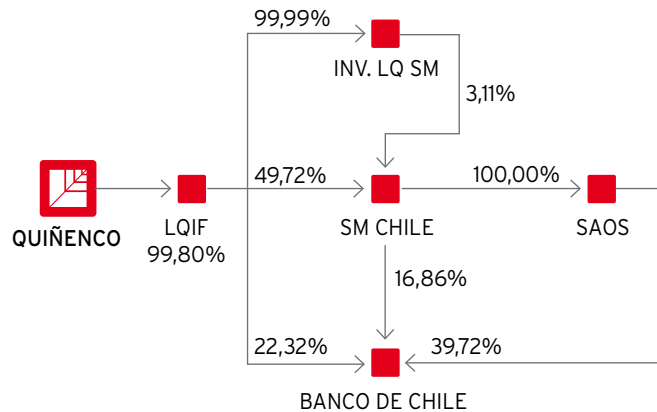 99,99%
INV. LQ SM
3,11%
49,72%
100,00%
QUIÑENCO
LQIF
99,80%
SM CHILE
SAOS
16,86%
22,32%
39,72%
BANCO DE CHILE